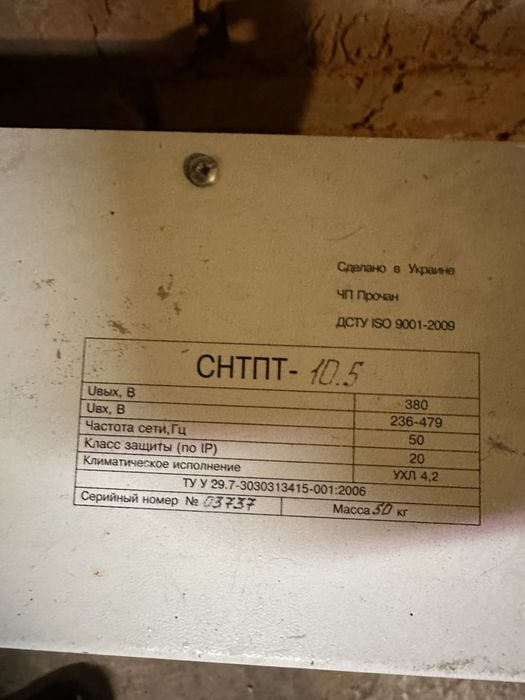 Сделано в Украине
ЧП Прочан
ДСТУ ISO 9001-2009
СНТПТ- 10.5
Uвых, В 380
Uвх, В 236-479
Частота сети,Гц 50
Класс защиты (по IP) 20
Климатическое исполнение УХЛ 4,2
ТУ У 29.7-3030313415-001:2006
Серийный номер № 03737 Масса 50 кг